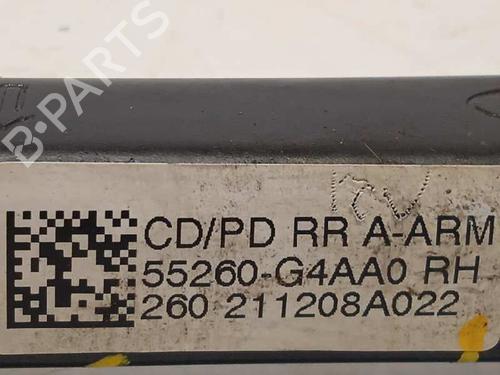 B-PARTS
CD/PD RR A-ARM
55260-G4AA0 RH
260 211208A022